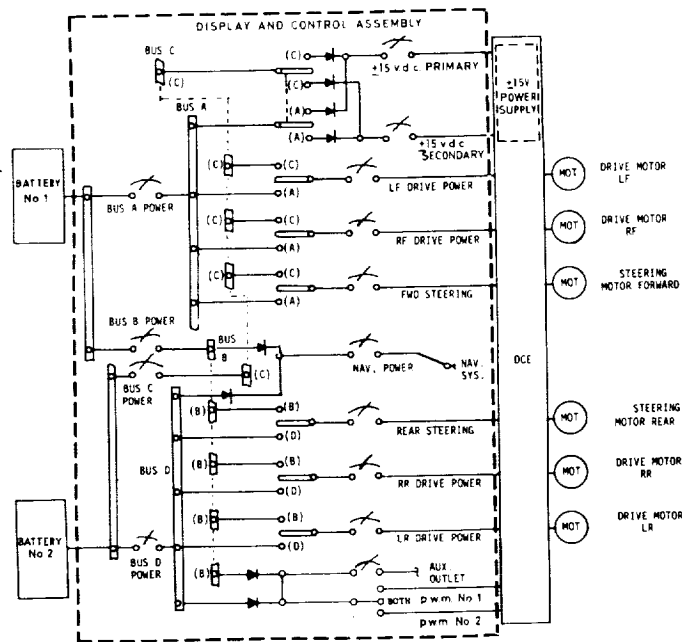 DISPLAY AND CONTROL ASSEMBLY
BUS C
(C)
(C)
+15 v d.c. PRIMARY
(C)
±15V
POWER
SUPPLY
BUS A
(A)
(A)
+15 v d c
SECONDARY
BATTERY
No 1
BUS A POWER
(C)
(C)
(A)
LF DRIVE POWER
MOT
DRIVE MOTOR
LF
(C)
(C)
(A)
RF DRIVE POWER
MOT
DRIVE MOTOR
RF
(C)
(C)
(A)
FWD STEERING
MOT
STEERING
MOTOR FORWARD
BUS B POWER
BUS
B
NAV. POWER
NAV.
SYS.
DCE
BUS C
POWER
(C)
(B)
(B)
(D)
REAR STEERING
MOT
STEERING
MOTOR REAR
BUS D
(B)
(B)
(D)
RR DRIVE POWER
MOT
DRIVE MOTOR
RR
BATTERY
No 2
BUS D
POWER
(B)
(B)
(D)
LR DRIVE POWER
MOT
DRIVE MOTOR
LR
(B)
AUX.
OUTLET
BOTH
pwm No 1
pwm No 2